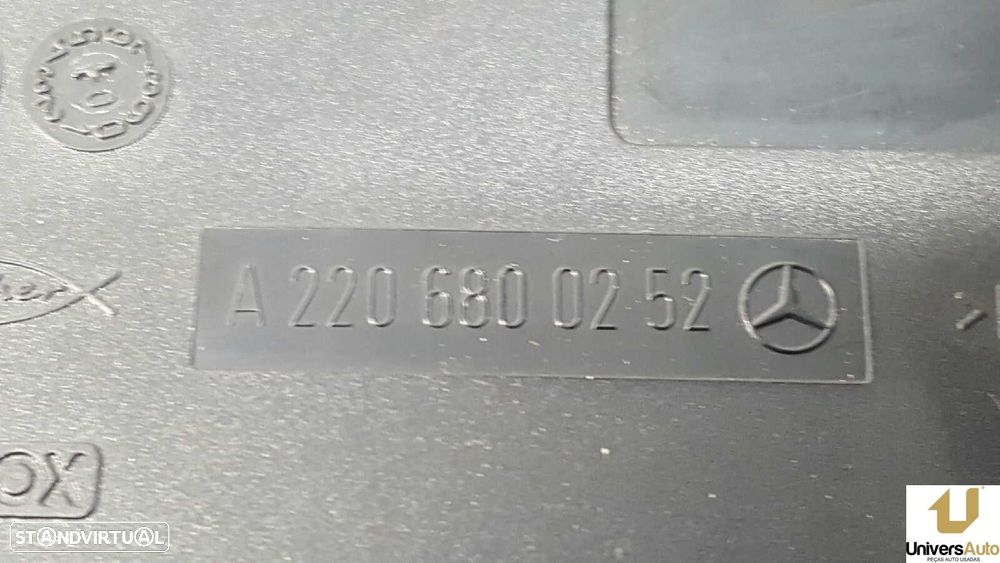 A 220 680 02 52
STANDVIRTUAL
UniversAuto
PEÇAS AUTO USADAS